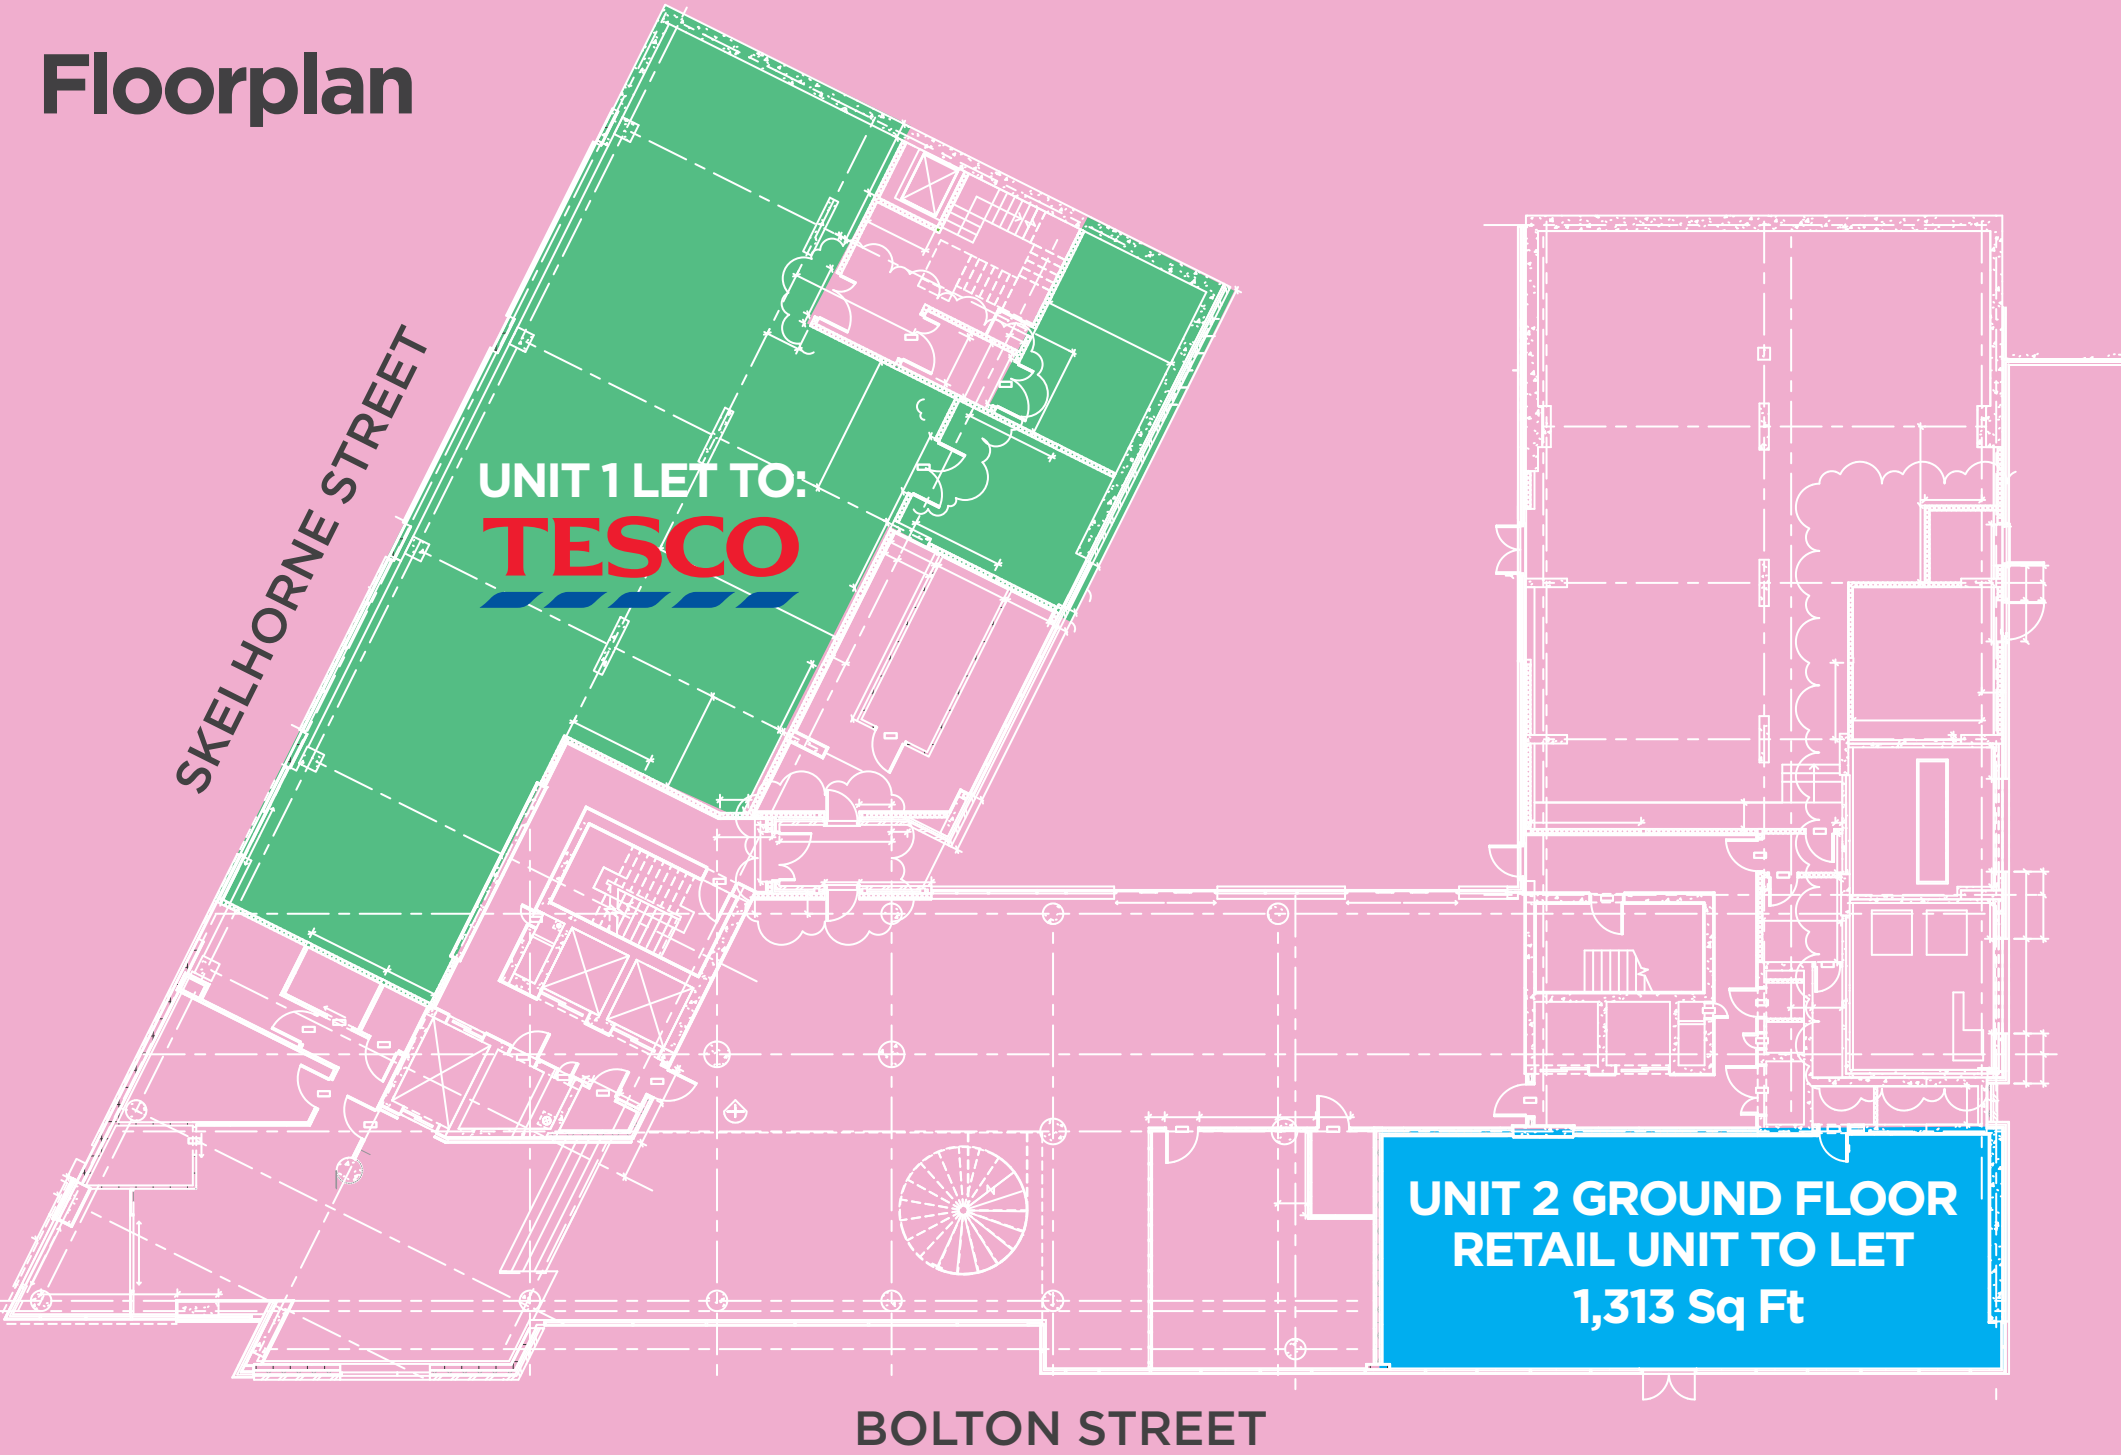 Floorplan
SKELHORNE STREET
UNIT 1 LET TO:
TESCO
UNIT 2 GROUND FLOOR
RETAIL UNIT TO LET
1,313 Sq Ft
BOLTON STREET